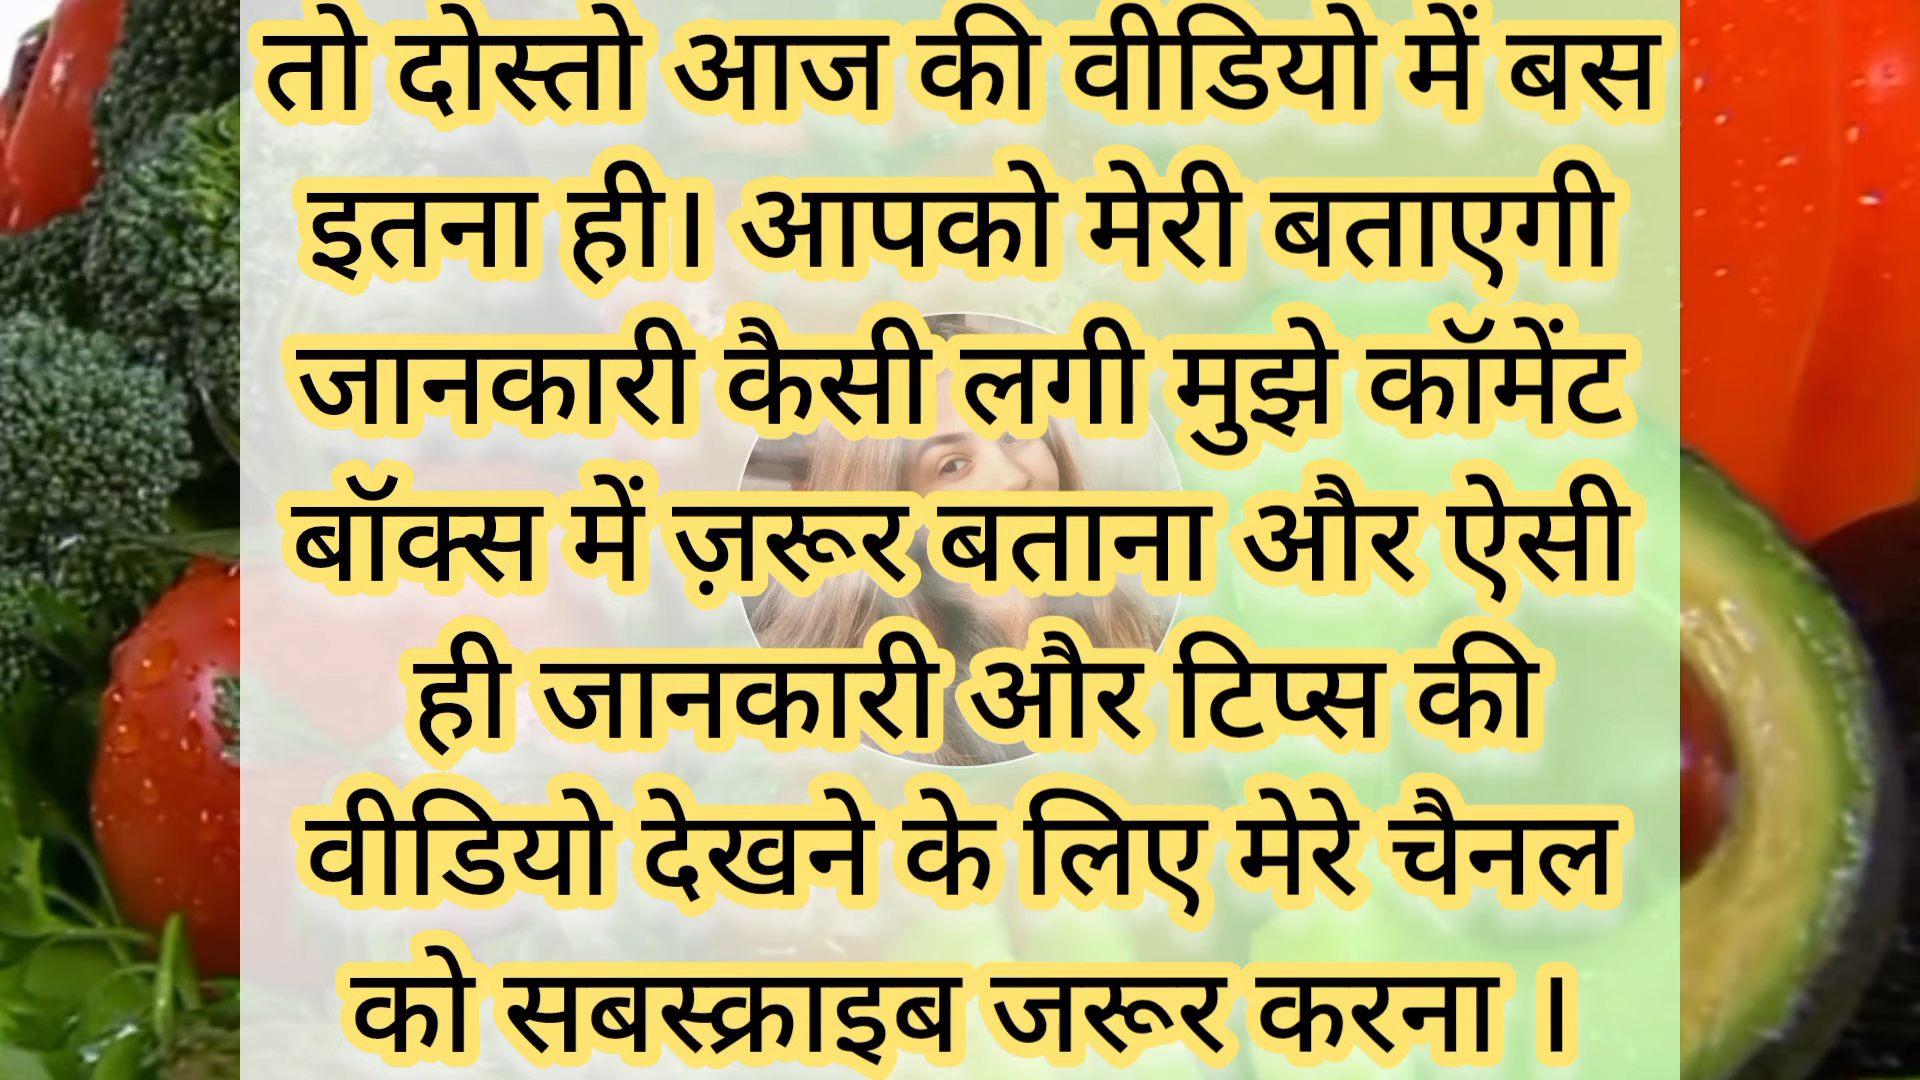 तो दोस्तो आज की वीडियो में बस
इतना ही। आपको मेरी बताएगी
जानकारी कैसी लगी मुझे कॉमेंट
बॉक्स में ज़रूर बताना और ऐसी
ही जानकारी और टिप्स की
वीडियो देखने के लिए मेरे चैनल
को सबस्क्राइब जरूर करना ।